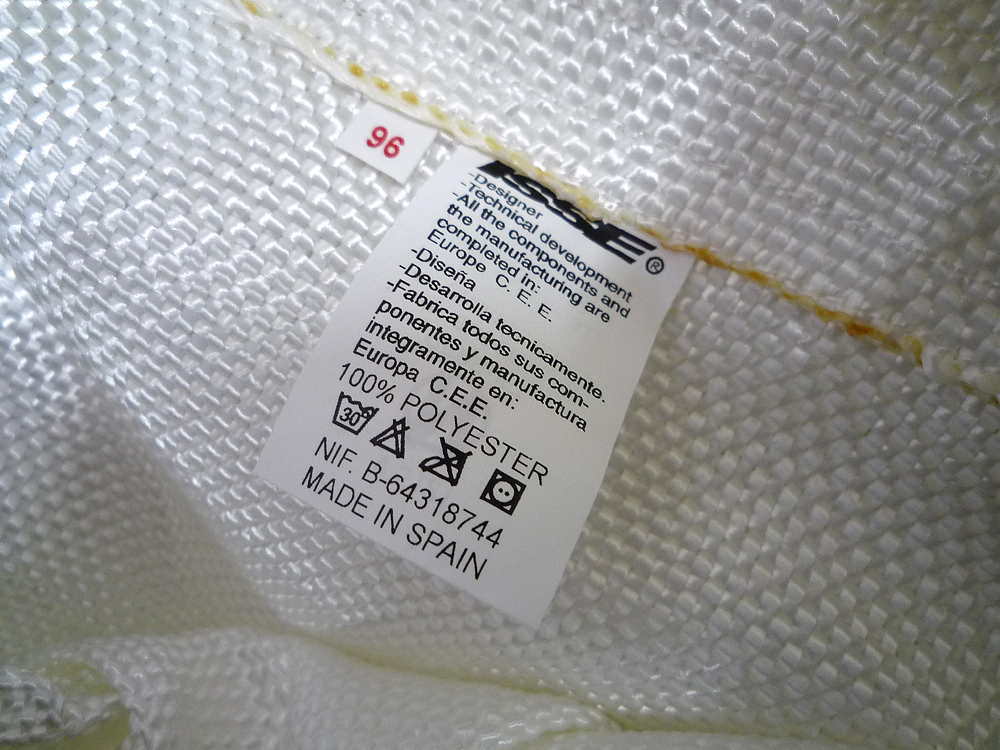 96
®
-Designer
-Technical development
-All the components and
the manufacturing are
completed in:
Europe C. E. E.
-Diseña
-Desarrolla tecnicamente.
-Fabrica todos sus com-
ponentes y manufactura
integramente en:
Europa C.E.E.
100% POLYESTER
30°
NIF. B-64318744
MADE IN SPAIN